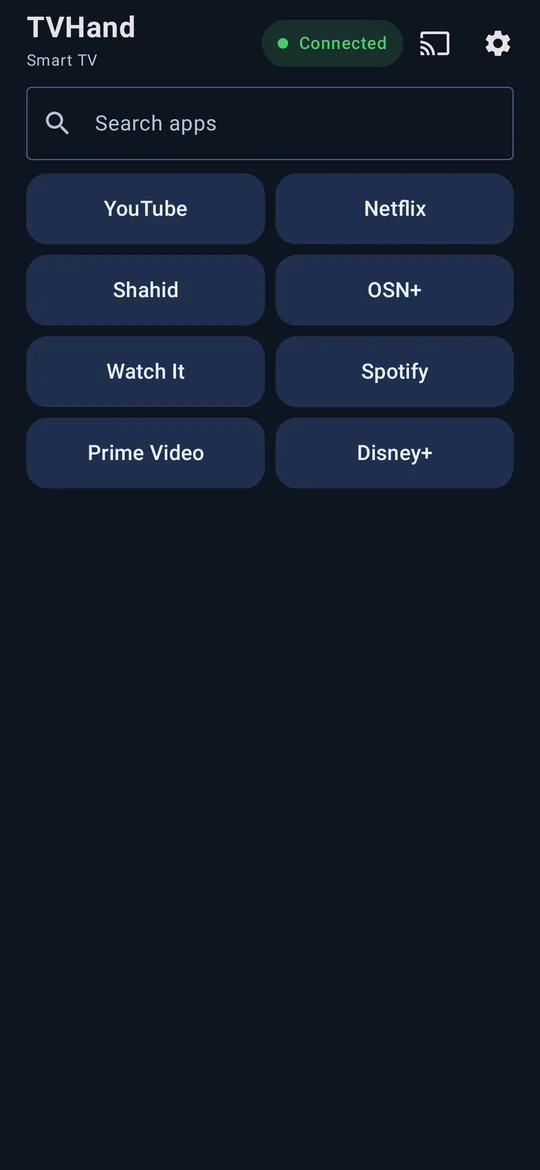 TVHand
Smart TV
Connected
Search apps
YouTube
Netflix
Shahid
OSN+
Watch It
Spotify
Prime Video
Disney+